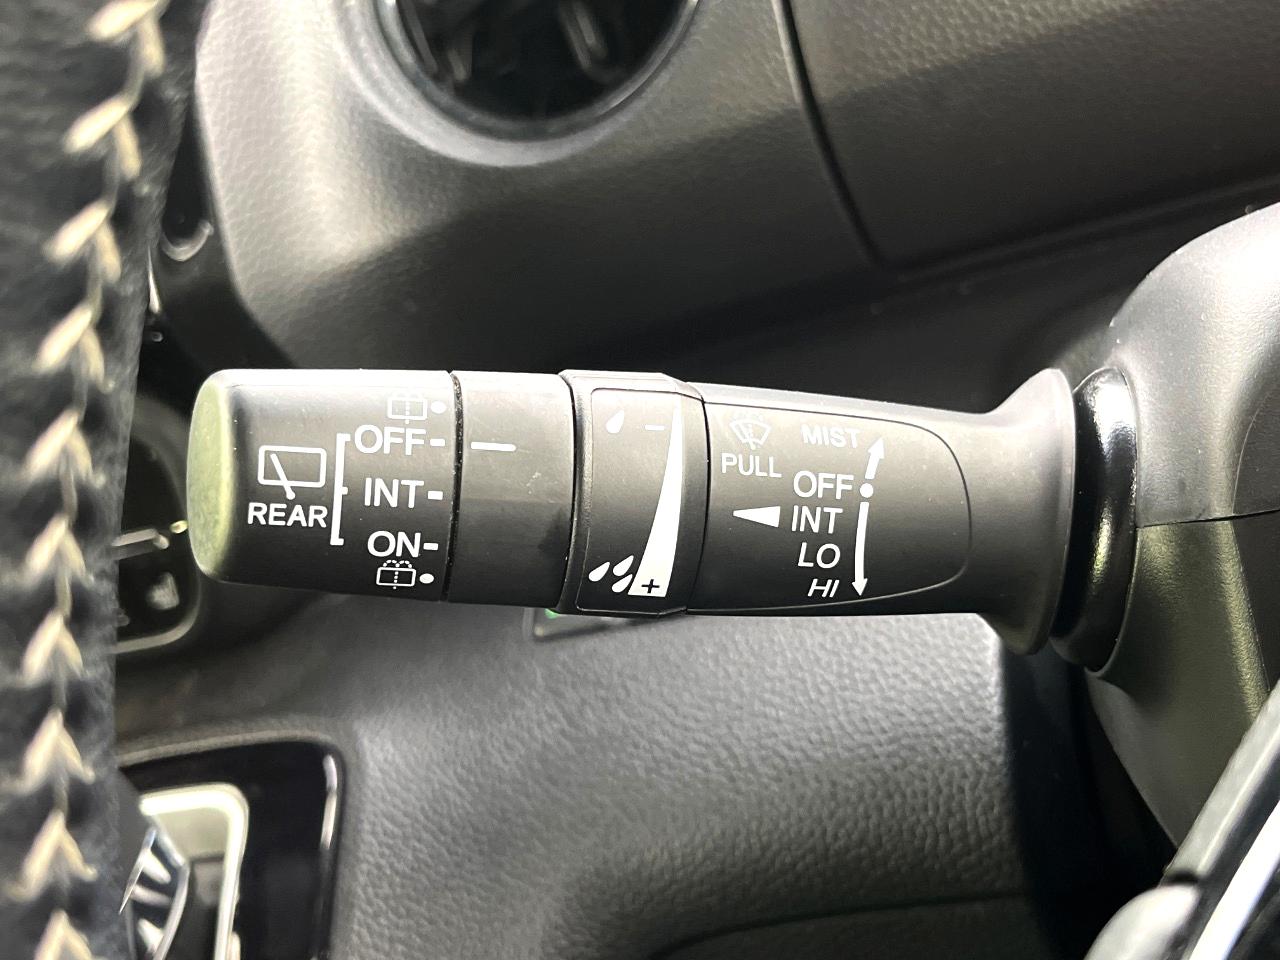 REAR
OFF-
INT-
ON-
-
+
PULL
MIST
OFF
INT
LO
HI